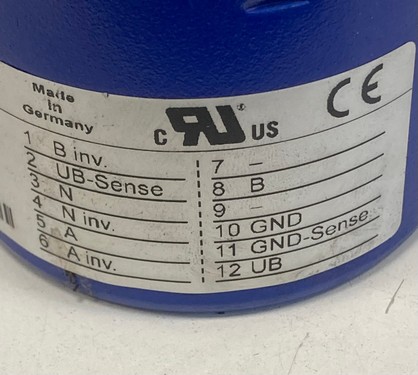 Made
in
Germany
c RU US
CE
1 B inv.
2 UB-Sense
3 N
4 N inv.
5 A
6 A inv.
7 –
8 B
9 –
10 GND
11 GND-Sense
12 UB